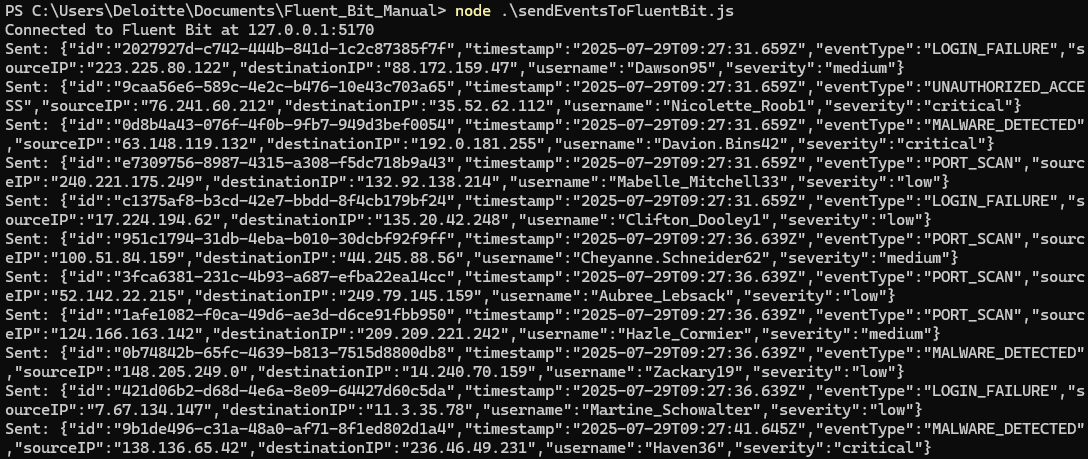 PS C:\Users\Deloitte\Documents\Fluent_Bit_Manual> node .\sendEventsToFluentBit.js
Connected to Fluent Bit at 127.0.0.1:5170
Sent: {"id":"2027927d-c742-444b-841d-1c2c87385f7f","timestamp":"2025-07-29T09:27:31.659Z","eventType":"LOGIN_FAILURE","s
ourceIP":"223.225.80.122","destinationIP":"88.172.159.47","username":"Dawson95","severity":"medium"}
Sent: {"id":"9caa56e6-589c-4e2c-b476-10e43c703a65","timestamp":"2025-07-29T09:27:31.659Z","eventType":"UNAUTHORIZED_ACCE
SS","sourceIP":"76.241.60.212","destinationIP":"35.52.62.112","username":"Nicolette_Roob1","severity":"critical"}
Sent: {"id":"0d8b4a43-076f-4f0b-9fb7-949d3bef0054","timestamp":"2025-07-29T09:27:31.659Z","eventType":"MALWARE_DETECTED"
,"sourceIP":"63.148.119.132","destinationIP":"192.0.181.255","username":"Davion.Bins42","severity":"critical"}
Sent: {"id":"e7309756-8987-4315-a308-f5dc718b9a43","timestamp":"2025-07-29T09:27:31.659Z","eventType":"PORT_SCAN","sourc
eIP":"240.221.175.249","destinationIP":"132.92.138.214","username":"Mabelle_Mitchell33","severity":"low"}
Sent: {"id":"c1375af8-b3cd-42e7-bbdd-8f4cb179bf24","timestamp":"2025-07-29T09:27:31.659Z","eventType":"LOGIN_FAILURE","s
ourceIP":"17.224.194.62","destinationIP":"135.20.42.248","username":"Clifton_Dooley1","severity":"low"}
Sent: {"id":"951c1794-31db-4eba-b010-30dcbf92f9ff","timestamp":"2025-07-29T09:27:36.639Z","eventType":"PORT_SCAN","sourc
eIP":"100.51.84.159","destinationIP":"44.245.88.56","username":"Cheyanne.Schneider62","severity":"medium"}
Sent: {"id":"3fca6381-231c-4b93-a687-efba22ea14cc","timestamp":"2025-07-29T09:27:36.639Z","eventType":"PORT_SCAN","sourc
eIP":"52.142.22.215","destinationIP":"249.79.145.159","username":"Aubree_Lebsack","severity":"low"}
Sent: {"id":"1afe1082-f0ca-49d6-ae3d-d6ce91fbb950","timestamp":"2025-07-29T09:27:36.639Z","eventType":"PORT_SCAN","sourc
eIP":"124.166.163.142","destinationIP":"209.209.221.242","username":"Hazle_Cormier","severity":"medium"}
Sent: {"id":"0b74842b-65fc-4639-b813-7515d8800db8","timestamp":"2025-07-29T09:27:36.639Z","eventType":"MALWARE_DETECTED"
,"sourceIP":"148.205.249.0","destinationIP":"14.240.70.159","username":"Zackary19","severity":"low"}
Sent: {"id":"421d06b2-d68d-4e6a-8e09-64427d60c5da","timestamp":"2025-07-29T09:27:36.639Z","eventType":"LOGIN_FAILURE","s
ourceIP":"7.67.134.147","destinationIP":"11.3.35.78","username":"Martine_Schowalter","severity":"low"}
Sent: {"id":"9b1de496-c31a-48a0-af71-8f1ed802d1a4","timestamp":"2025-07-29T09:27:41.645Z","eventType":"MALWARE_DETECTED"
,"sourceIP":"138.136.65.42","destinationIP":"236.46.49.231","username":"Haven36","severity":"critical"}